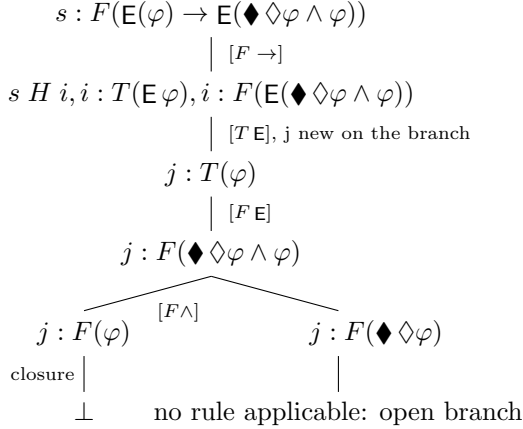 s : F(E(φ) → E(♦ ◊φ ∧ φ))
[F →]
s H i, i : T(E φ), i : F(E(♦ ◊φ ∧ φ))
[T E], j new on the branch
j : T(φ)
[F E]
j : F(♦ ◊φ ∧ φ)
[F∧]
j : F(φ) j : F(♦ ◊φ)
closure
⊥ no rule applicable: open branch